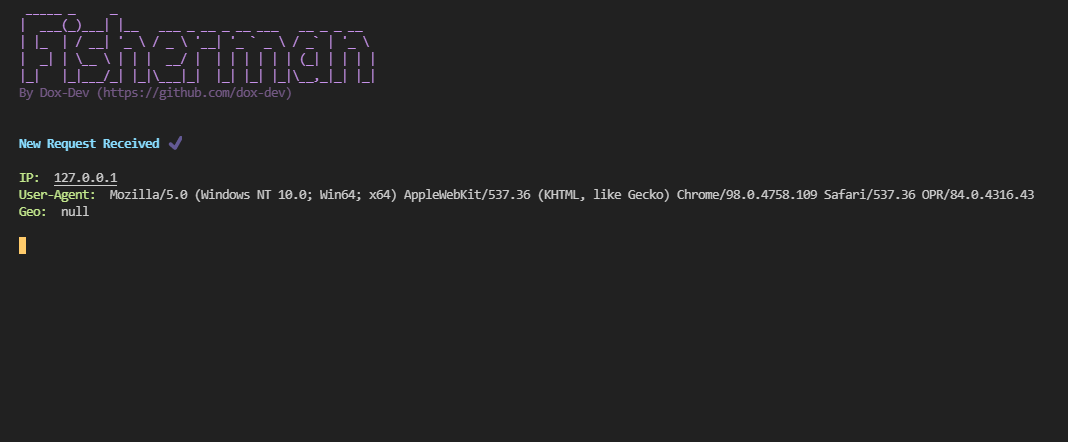 Fisherman
By Dox-Dev (https://github.com/dox-dev)
New Request Received ✔
IP: 127.0.0.1
User-Agent: Mozilla/5.0 (Windows NT 10.0; Win64; x64) AppleWebKit/537.36 (KHTML, like Gecko) Chrome/98.0.4758.109 Safari/537.36 OPR/84.0.4316.43
Geo: null